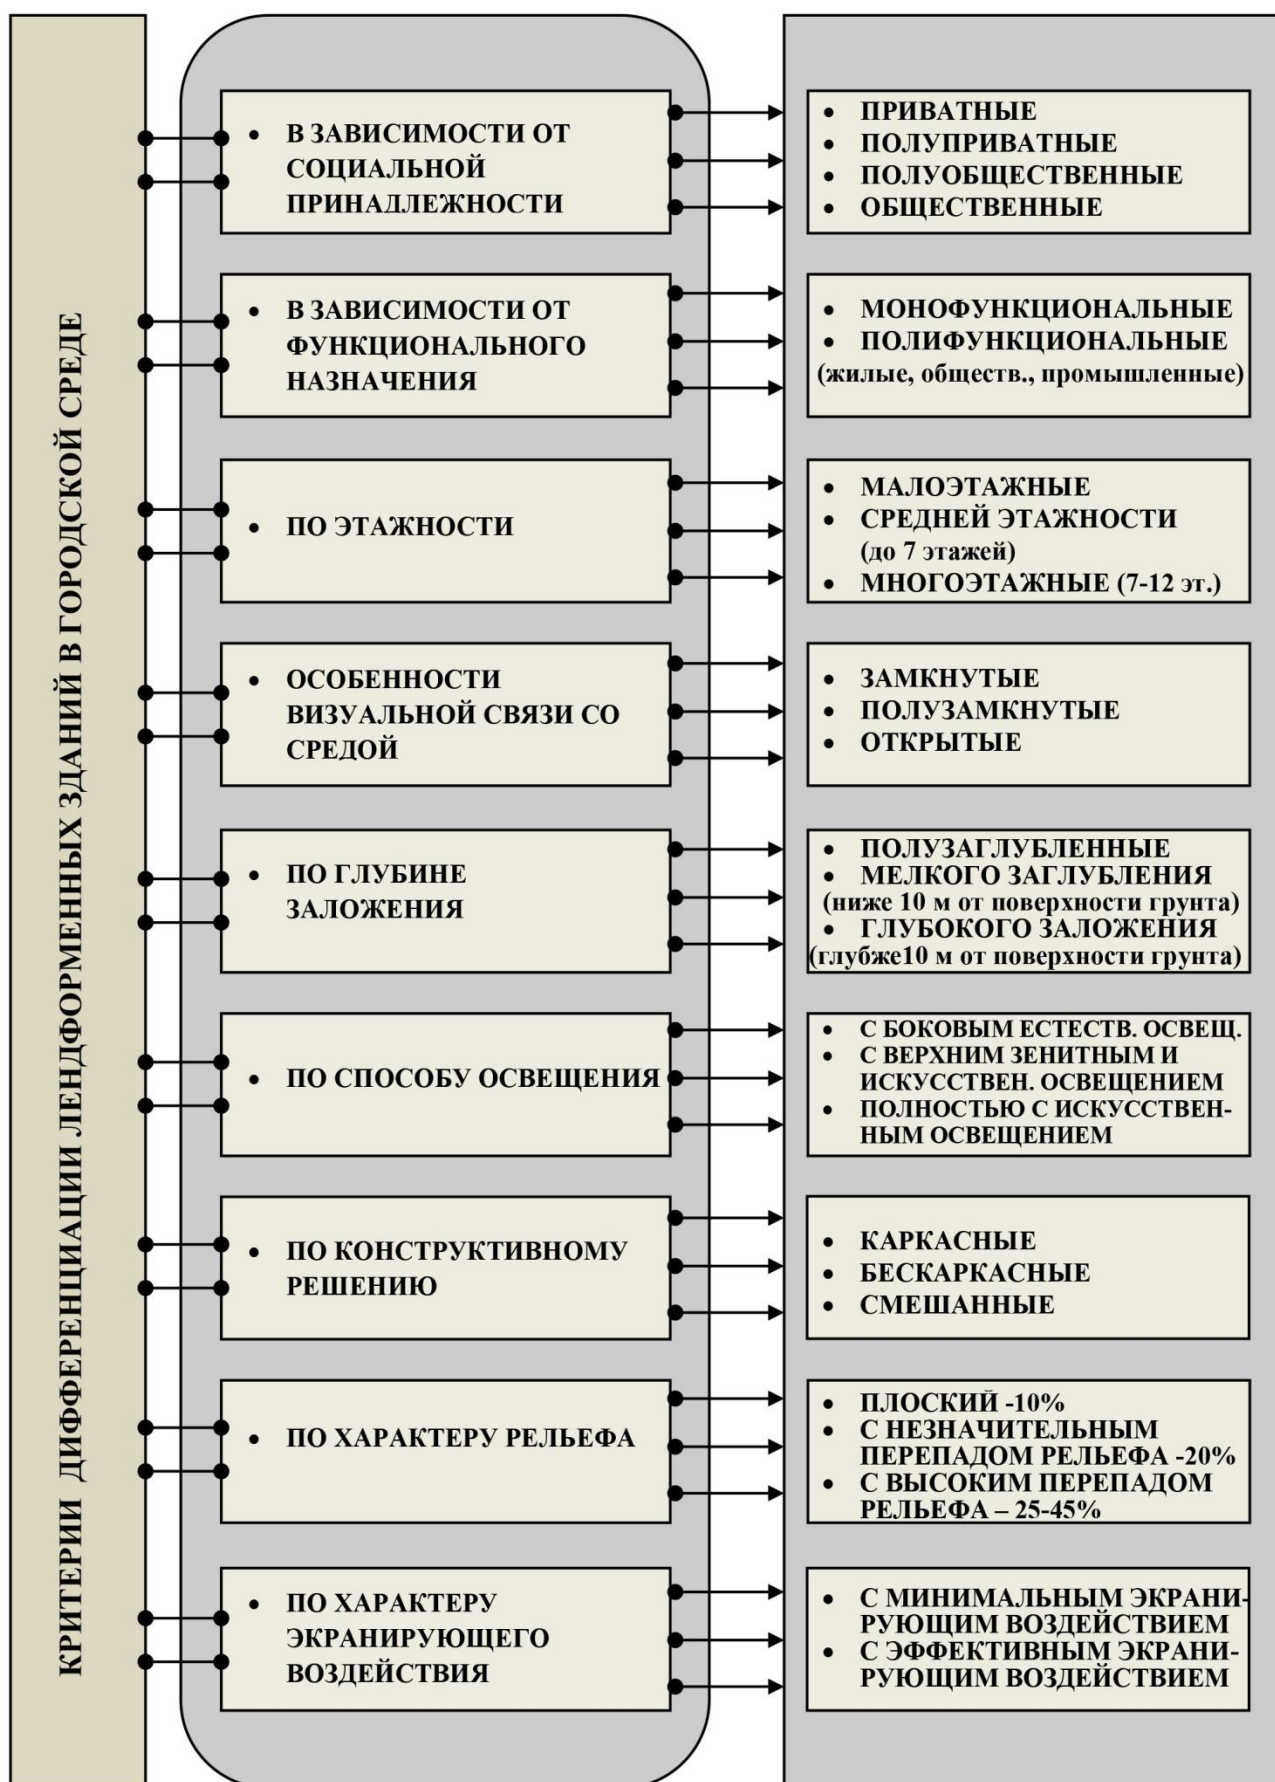 КРИТЕРИИ ДИФФЕРЕНЦИАЦИИ ЛЕНДФОРМЕННЫХ ЗДАНИЙ В ГОРОДСКОЙ СРЕДЕ
• В ЗАВИСИМОСТИ ОТ
СОЦИАЛЬНОЙ
ПРИНАДЛЕЖНОСТИ
• ПРИВАТНЫЕ
• ПОЛУПРИВАТНЫЕ
• ПОЛУОБЩЕСТВЕННЫЕ
• ОБЩЕСТВЕННЫЕ
• В ЗАВИСИМОСТИ ОТ
ФУНКЦИОНАЛЬНОГО
НАЗНАЧЕНИЯ
• МОНОФУНКЦИОНАЛЬНЫЕ
• ПОЛИФУНКЦИОНАЛЬНЫЕ
(жилые, обществ., промышленные)
• ПО ЭТАЖНОСТИ
• МАЛОЭТАЖНЫЕ
• СРЕДНЕЙ ЭТАЖНОСТИ
(до 7 этажей)
• МНОГОЭТАЖНЫЕ (7-12 эт.)
• ОСОБЕННОСТИ
ВИЗУАЛЬНОЙ СВЯЗИ СО
СРЕДОЙ
• ЗАМКНУТЫЕ
• ПОЛУЗАМКНУТЫЕ
• ОТКРЫТЫЕ
• ПО ГЛУБИНЕ
ЗАЛОЖЕНИЯ
• ПОЛУЗАГЛУБЛЕННЫЕ
• МЕЛКОГО ЗАГЛУБЛЕНИЯ
(ниже 10 м от поверхности грунта)
• ГЛУБОКОГО ЗАЛОЖЕНИЯ
(глубже10 м от поверхности грунта)
• ПО СПОСОБУ ОСВЕЩЕНИЯ
• С БОКОВЫМ ЕСТЕСТВ. ОСВЕЩ.
• С ВЕРХНИМ ЗЕНИТНЫМ И
ИСКУССТВЕН. ОСВЕЩЕНИЕМ
• ПОЛНОСТЬЮ С ИСКУССТВЕН-
НЫМ ОСВЕЩЕНИЕМ
• ПО КОНСТРУКТИВНОМУ
РЕШЕНИЮ
• КАРКАСНЫЕ
• БЕСКАРКАСНЫЕ
• СМЕШАННЫЕ
• ПО ХАРАКТЕРУ РЕЛЬЕФА
• ПЛОСКИЙ -10%
• С НЕЗНАЧИТЕЛЬНЫМ
ПЕРЕПАДОМ РЕЛЬЕФА -20%
• С ВЫСОКИМ ПЕРЕПАДОМ
РЕЛЬЕФА – 25-45%
• ПО ХАРАКТЕРУ
ЭКРАНИРУЮЩЕГО
ВОЗДЕЙСТВИЯ
• С МИНИМАЛЬНЫМ ЭКРАНИ-
РУЮЩИМ ВОЗДЕЙСТВИЕМ
• С ЭФФЕКТИВНЫМ ЭКРАНИ-
РУЮЩИМ ВОЗДЕЙСТВИЕМ